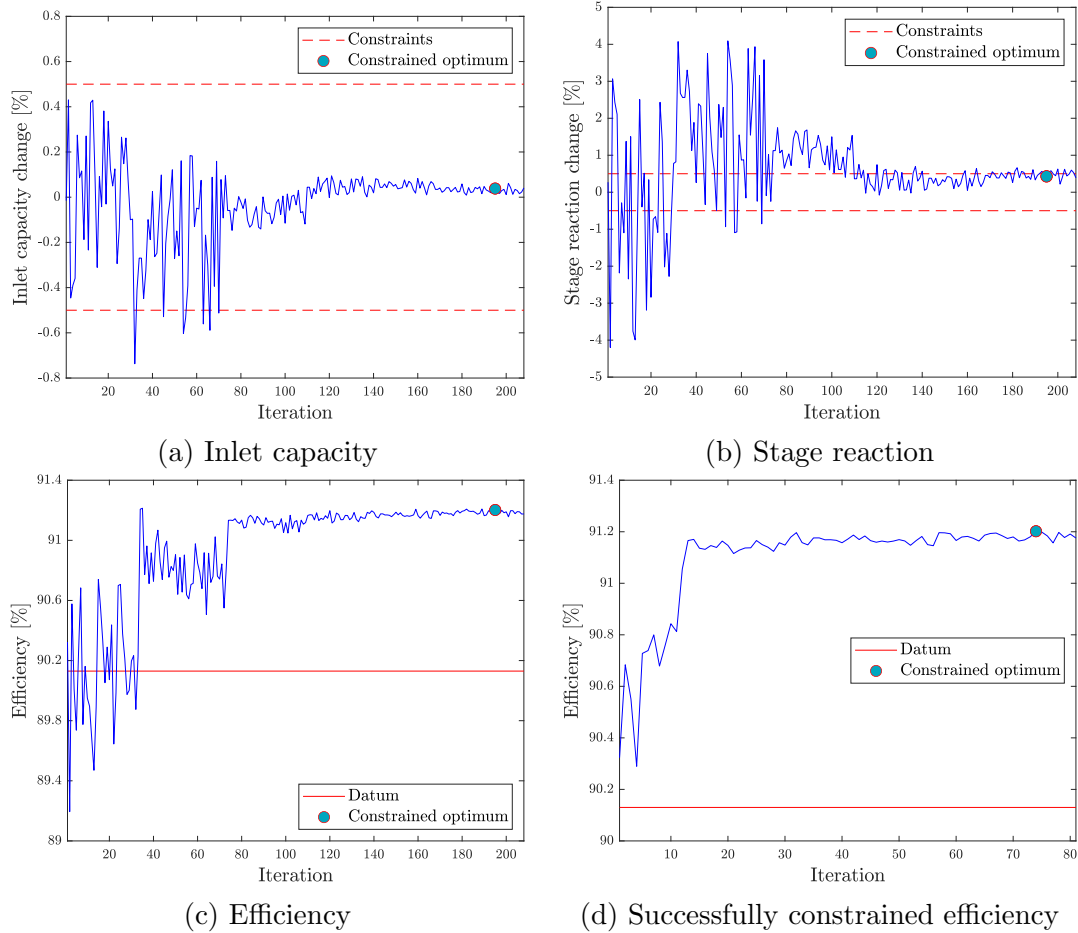 0.8
0.6
0.4
0.2
0
-0.2
-0.4
-0.6
-0.8
Inlet capacity change [%]
Constraints
Constrained optimum
20 40 60 80 100 120 140 160 180 200
Iteration
(a) Inlet capacity
5
4
3
2
1
0
-1
-2
-3
-4
-5
Stage reaction change [%]
Constraints
Constrained optimum
20 40 60 80 100 120 140 160 180 200
Iteration
(b) Stage reaction
91.4
91
90.6
90.2
89.8
89.4
89
Efficiency [%]
Datum
Constrained optimum
20 40 60 80 100 120 140 160 180 200
Iteration
(c) Efficiency
91.4
91.2
91
90.8
90.6
90.4
90.2
90
Efficiency [%]
Datum
Constrained optimum
10 20 30 40 50 60 70 80
Iteration
(d) Successfully constrained efficiency